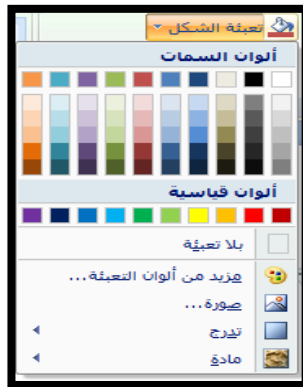 تعبئة الشكل
ألوان السمات
ألوان قياسية
بلا تعبئة
مزيد من ألوان التعبئة...
صورة...
تدرج
مادة